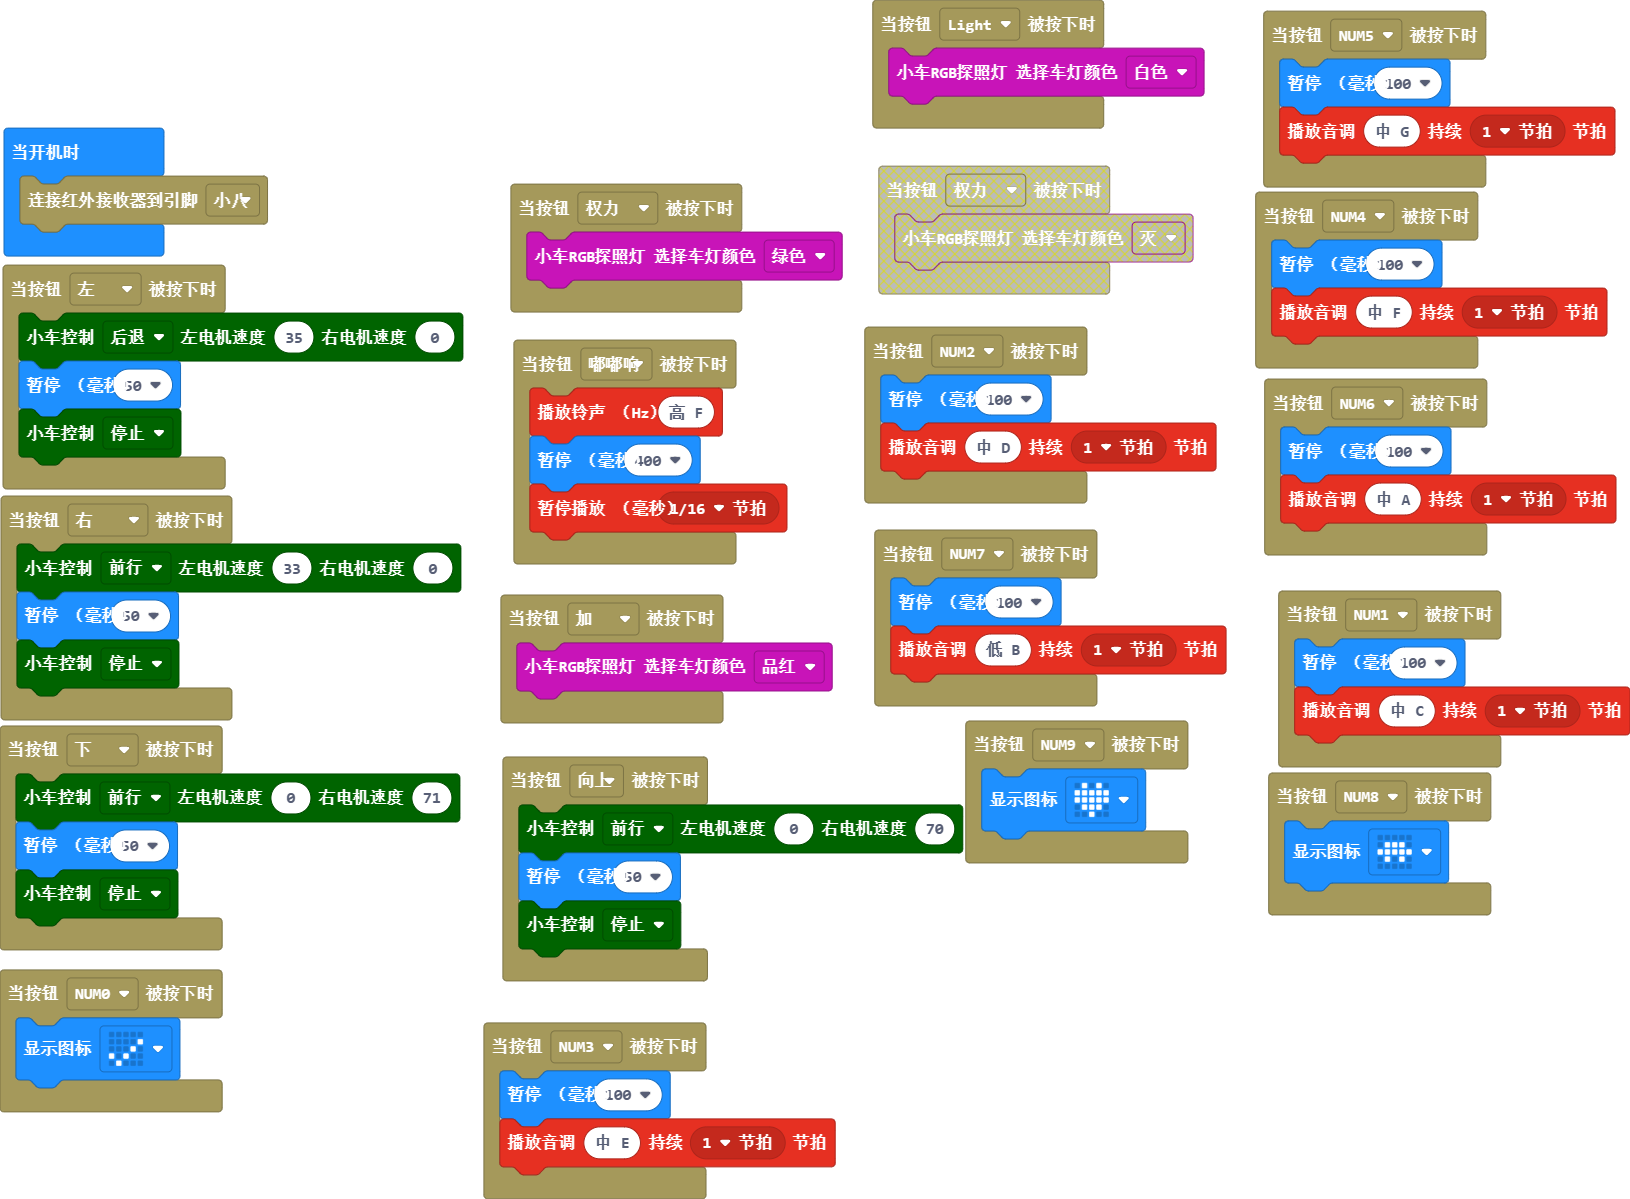 当开机时
连接红外接收器到引脚 小八
当按钮 左 被按下时
小车控制 后退 左电机速度 35 右电机速度 0
暂停 （毫秒 50
小车控制 停止
当按钮 右 被按下时
小车控制 前行 左电机速度 33 右电机速度 0
暂停 （毫秒 50
小车控制 停止
当按钮 下 被按下时
小车控制 前行 左电机速度 0 右电机速度 71
暂停 （毫秒 50
小车控制 停止
当按钮 NUM0 被按下时
显示图标
当按钮 权力 被按下时
小车RGB探照灯 选择车灯颜色 绿色
当按钮 嘟嘟响 被按下时
播放铃声 （Hz） 高 F
暂停 （毫秒 400
暂停播放 （毫秒） 1/16 节拍
当按钮 加 被按下时
小车RGB探照灯 选择车灯颜色 品红
当按钮 向上 被按下时
小车控制 前行 左电机速度 0 右电机速度 70
暂停 （毫秒 50
小车控制 停止
当按钮 NUM3 被按下时
暂停 （毫秒 100
播放音调 中 E 持续 1 节拍 节拍
当按钮 Light 被按下时
小车RGB探照灯 选择车灯颜色 白色
当按钮 权力 被按下时
小车RGB探照灯 选择车灯颜色 灭
当按钮 NUM2 被按下时
暂停 （毫秒 100
播放音调 中 D 持续 1 节拍 节拍
当按钮 NUM7 被按下时
暂停 （毫秒 100
播放音调 低 B 持续 1 节拍 节拍
当按钮 NUM9 被按下时
显示图标
当按钮 NUM5 被按下时
暂停 （毫秒 100
播放音调 中 G 持续 1 节拍 节拍
当按钮 NUM4 被按下时
暂停 （毫秒 100
播放音调 中 F 持续 1 节拍 节拍
当按钮 NUM6 被按下时
暂停 （毫秒 100
播放音调 中 A 持续 1 节拍 节拍
当按钮 NUM1 被按下时
暂停 （毫秒 100
播放音调 中 C 持续 1 节拍 节拍
当按钮 NUM8 被按下时
显示图标